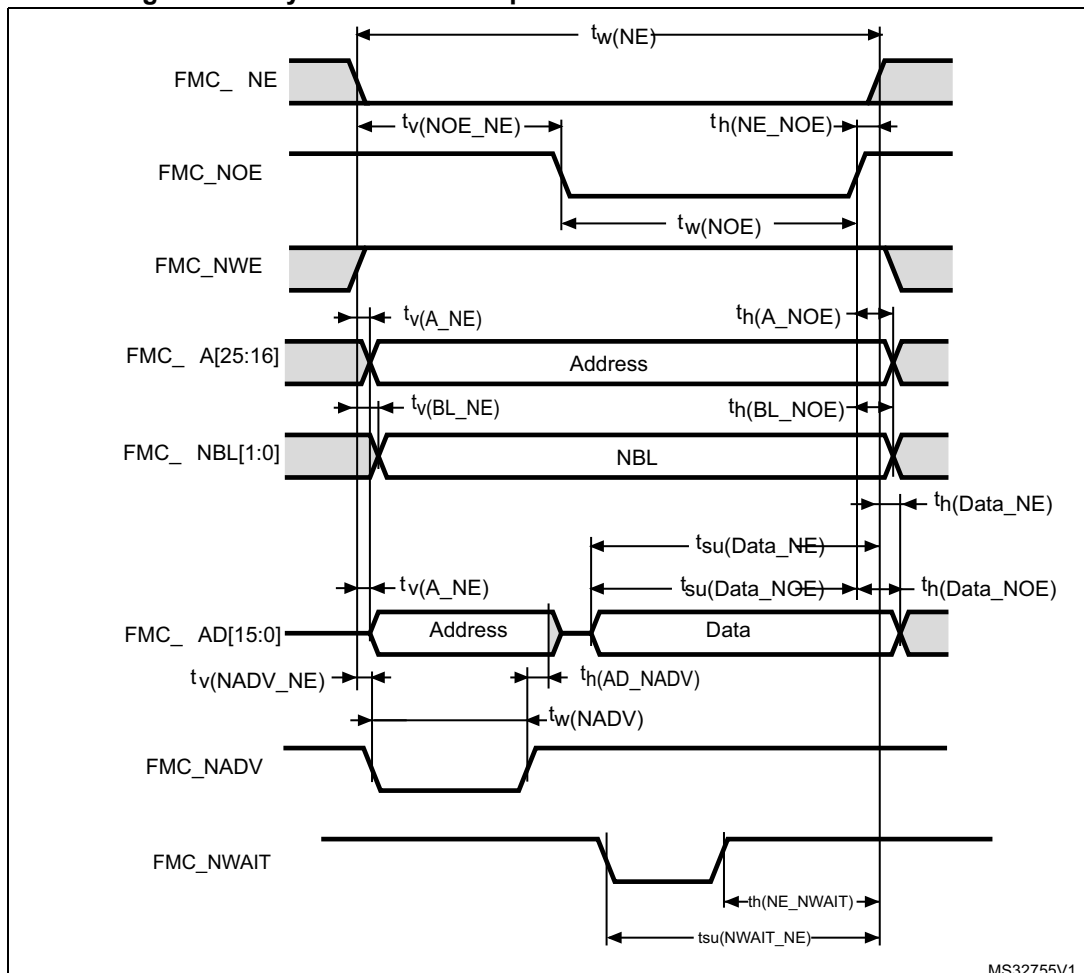 tw(NE)
FMC_ NE
tv(NOE_NE)
th(NE_NOE)
FMC_NOE
tw(NOE)
FMC_NWE
tv(A_NE)
th(A_NOE)
FMC_ A[25:16]
Address
tv(BL_NE)
th(BL_NOE)
FMC_ NBL[1:0]
NBL
th(Data_NE)
tsu(Data_NE)
tv(A_NE)
tsu(Data_NOE)
th(Data_NOE)
FMC_ AD[15:0]
Address
Data
tv(NADV_NE)
th(AD_NADV)
tw(NADV)
FMC_NADV
FMC_NWAIT
th(NE_NWAIT)
tsu(NWAIT_NE)
MS32755V1